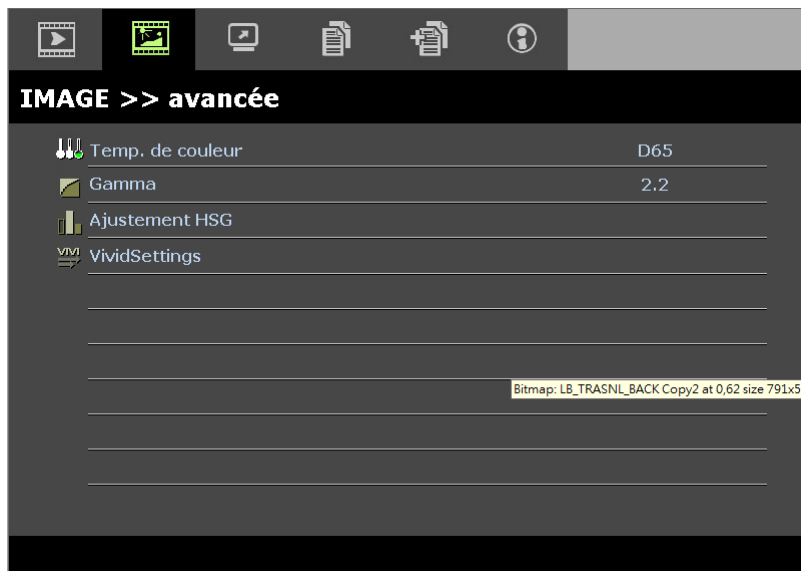 IMAGE >> avancée
Temp. de couleur D65
Gamma 2.2
Ajustement HSG
VIVI VividSettings
Bitmap: LB_TRASNL_BACK Copy2 at 0,62 size 791x5